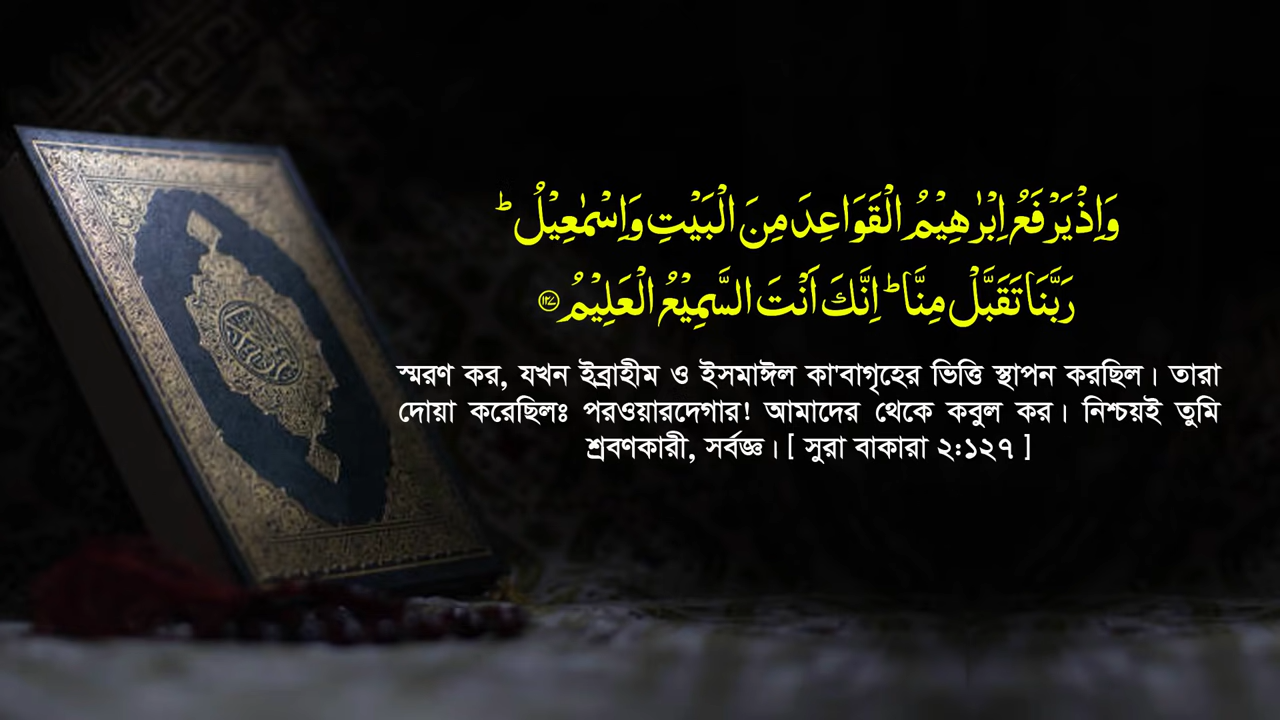 وَاِذْ يَرْفَعُ اِبْرٰهٖمُ الْقَوَاعِدَ مِنَ الْبَيْتِ وَاِسْمٰعِيْلُ ؕ
رَبَّنَا تَقَبَّلْ مِنَّا ؕ اِنَّكَ اَنْتَ السَّمِيْعُ الْعَلِيْمُ ﴿۱۲۷﴾
স্মরণ কর, যখন ইব্রাহীম ও ইসমাঈল কা'বাগৃহের ভিত্তি স্থাপন করছিল। তারা
দোয়া করেছিলঃ পরওয়ারদেগার! আমাদের থেকে কবুল কর। নিশ্চয়ই তুমি
শ্রবণকারী, সর্বজ্ঞ। [ সুরা বাকারা ২:১২৭ ]